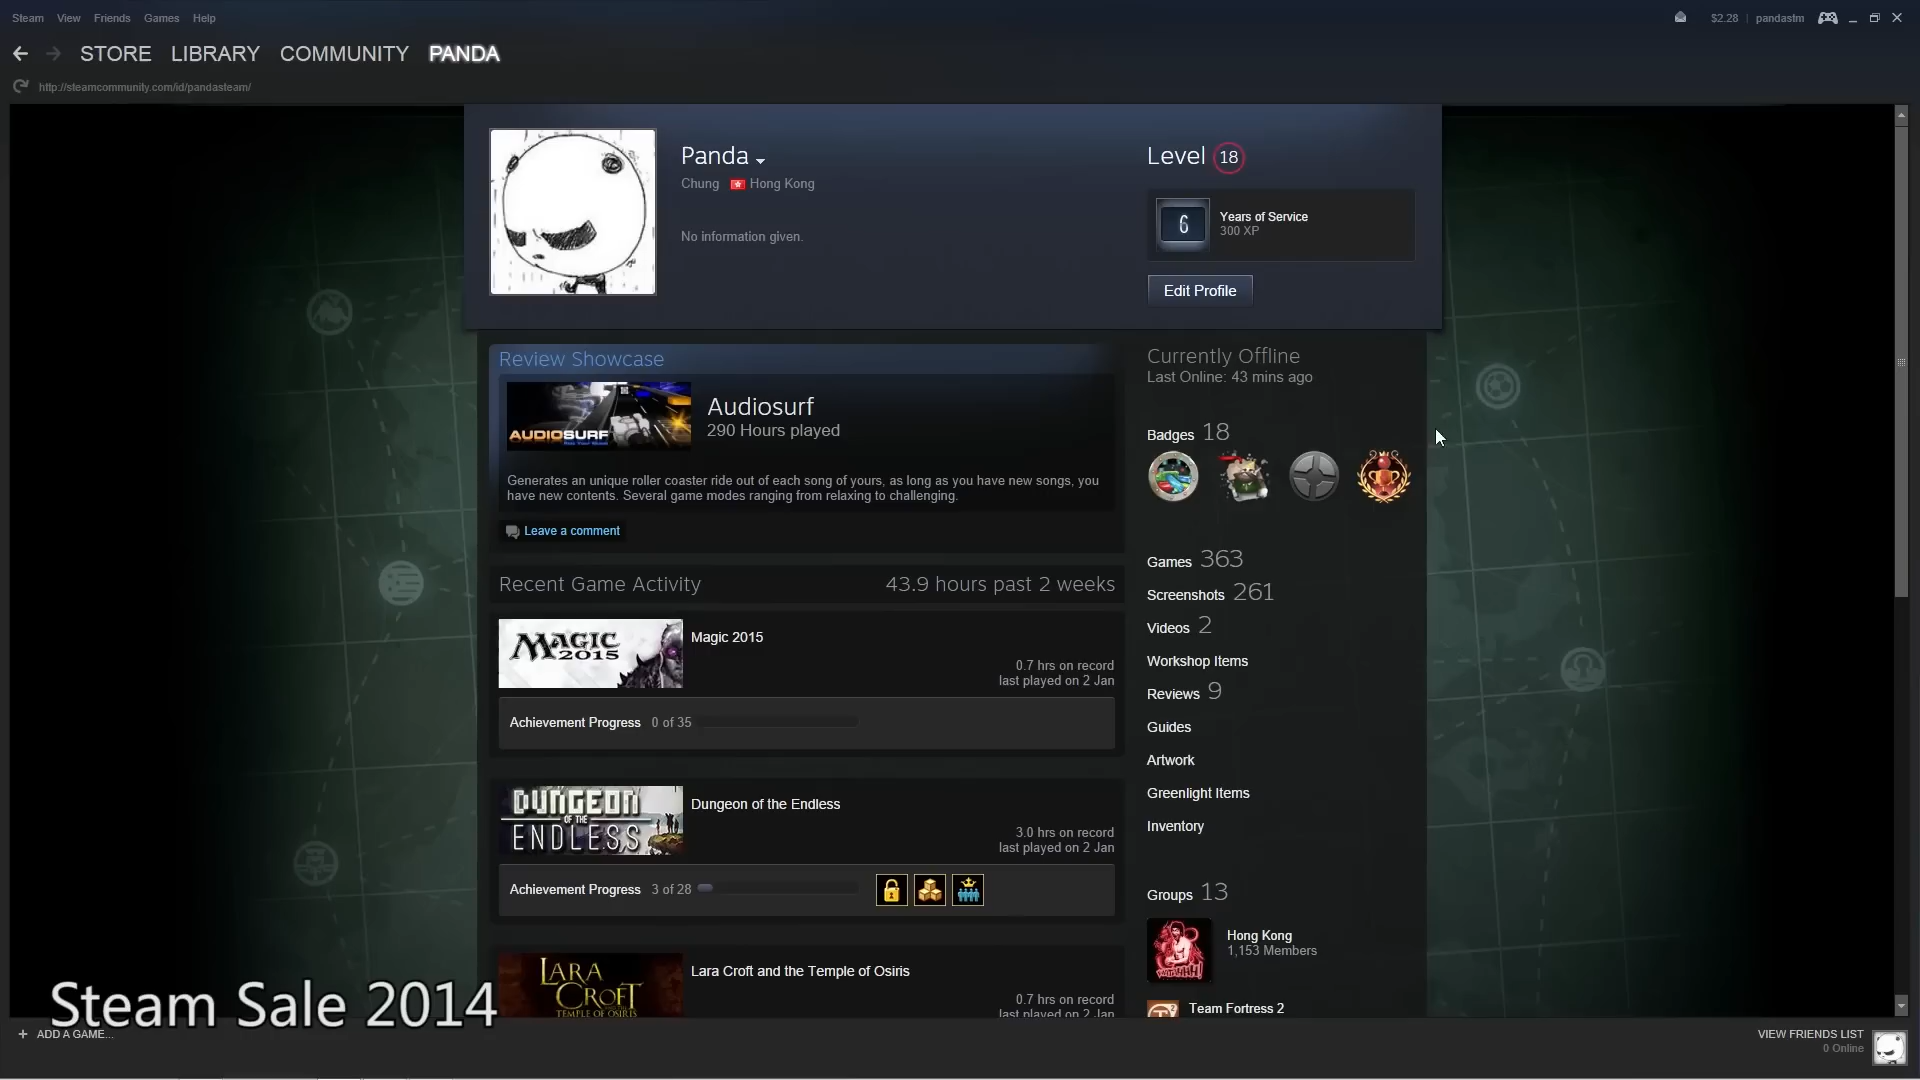 Steam View Friends Games Help
$2.28 | pandastm
STORE LIBRARY COMMUNITY PANDA
http://steamcommunity.com/id/pandasteam/
Panda
Chung Hong Kong
No information given.
Level 18
6
Years of Service
300 XP
Edit Profile
Review Showcase
AUDIOSURF
Audiosurf
290 Hours played
Generates an unique roller coaster ride out of each song of yours, as long as you have new songs, you
have new contents. Several game modes ranging from relaxing to challenging.
Leave a comment
Recent Game Activity 43.9 hours past 2 weeks
MAGIC
2015
Magic 2015
0.7 hrs on record
last played on 2 Jan
Achievement Progress 0 of 35
DUNGEON
OF THE
ENDLESS
Dungeon of the Endless
3.0 hrs on record
last played on 2 Jan
Achievement Progress 3 of 28
LARA
CROFT
TEMPLE OF OSIRIS
Lara Croft and the Temple of Osiris
0.7 hrs on record
last played on 2 Jan
Currently Offline
Last Online: 43 mins ago
Badges 18
Games 363
Screenshots 261
Videos 2
Workshop Items
Reviews 9
Guides
Artwork
Greenlight Items
Inventory
Groups 13
Hong Kong
1,153 Members
Team Fortress 2
Steam Sale 2014
+ ADD A GAME...
VIEW FRIENDS LIST
0 Online